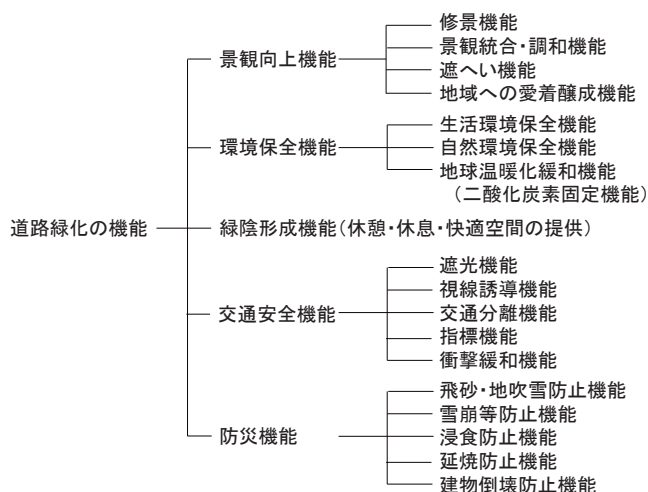 道路緑化の機能
景観向上機能
修景機能
景観統合・調和機能
遮へい機能
地域への愛着醸成機能
環境保全機能
生活環境保全機能
自然環境保全機能
地球温暖化緩和機能
（二酸化炭素固定機能）
緑陰形成機能（休憩・休息・快適空間の提供）
交通安全機能
遮光機能
視線誘導機能
交通分離機能
指標機能
衝撃緩和機能
防災機能
飛砂・地吹雪防止機能
雪崩等防止機能
浸食防止機能
延焼防止機能
建物倒壊防止機能